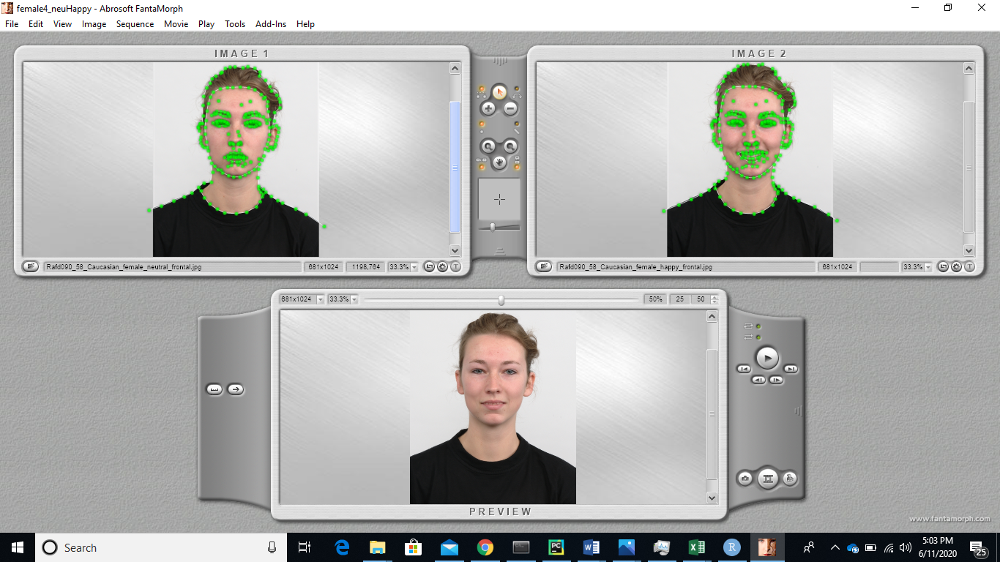 female4_neuHappy - Abrosoft FantaMorph
File Edit View Image Sequence Movie Play Tools Add-Ins Help
IMAGE 1
IMAGE 2
Rafd090_58_Caucasian_female_neutral_frontal.jpg 681x1024 1198,764 33.3% T
Rafd090_58_Caucasian_female_happy_frontal.jpg 681x1024 33.3% T
681x1024 33.3% 50% 25 50
PREVIEW
www.fantamorph.com
Search
PC
W
X
R
5:03 PM
6/11/2020
25